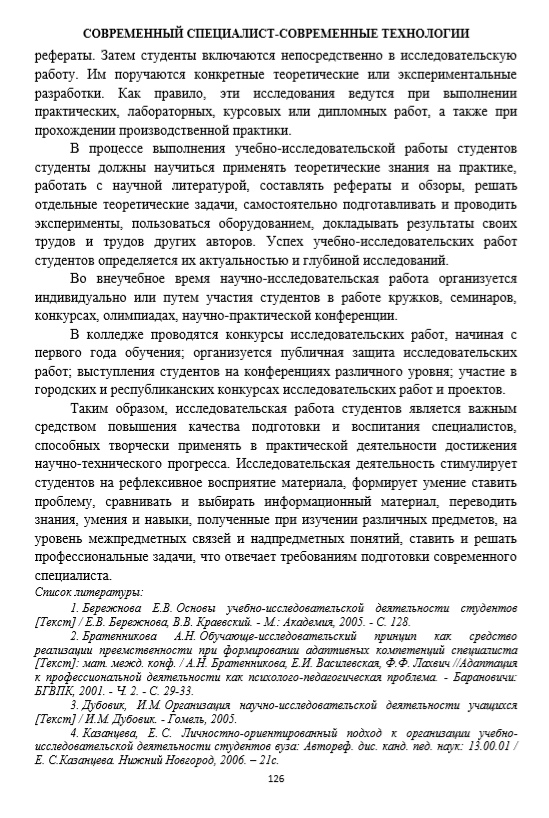 СОВРЕМЕННЫЙ СПЕЦИАЛИСТ-СОВРЕМЕННЫЕ ТЕХНОЛОГИИ
рефераты. Затем студенты включаются непосредственно в исследовательскую
работу. Им поручаются конкретные теоретические или экспериментальные
разработки. Как правило, эти исследования ведутся при выполнении
практических, лабораторных, курсовых или дипломных работ, а также при
прохождении производственной практики.
В процессе выполнения учебно-исследовательской работы студентов
студенты должны научиться применять теоретические знания на практике,
работать с научной литературой, составлять рефераты и обзоры, решать
отдельные теоретические задачи, самостоятельно подготавливать и проводить
эксперименты, пользоваться оборудованием, докладывать результаты своих
трудов и трудов других авторов. Успех учебно-исследовательских работ
студентов определяется их актуальностью и глубиной исследований.
Во внеучебное время научно-исследовательская работа организуется
индивидуально или путем участия студентов в работе кружков, семинаров,
конкурсах, олимпиадах, научно-практической конференции.
В колледже проводятся конкурсы исследовательских работ, начиная с
первого года обучения; организуется публичная защита исследовательских
работ; выступления студентов на конференциях различного уровня; участие в
городских и республиканских конкурсах исследовательских работ и проектов.
Таким образом, исследовательская работа студентов является важным
средством повышения качества подготовки и воспитания специалистов,
способных творчески применять в практической деятельности достижения
научно-технического прогресса. Исследовательская деятельность стимулирует
студентов на рефлексивное восприятие материала, формирует умение ставить
проблему, сравнивать и выбирать информационный материал, переводить
знания, умения и навыки, полученные при изучении различных предметов, на
уровень межпредметных связей и надпредметных понятий, ставить и решать
профессиональные задачи, что отвечает требованиям подготовки современного
специалиста.
Список литературы:
1. Бережнова Е.В. Основы учебно-исследовательской деятельности студентов
[Текст] / Е.В. Бережнова, В.В. Краевский. - М.: Академия, 2005. - С. 128.
2. Братенникова А.Н. Обучающе-исследовательский принцип как средство
реализации преемственности при формировании адаптивных компетенций специалиста
[Текст]: мат. межд. конф. / А.Н. Братенникова, Е.И. Василевская, Ф.Ф. Лахвич //Адаптация
к профессиональной деятельности как психолого-педагогическая проблема. - Барановичи:
БГВПК, 2001. - Ч. 2. - С. 29-33.
3. Дубовик, И.М. Организация научно-исследовательской деятельности учащихся
[Текст] / И.М. Дубовик. - Гомель, 2005.
4. Казанцева, Е. С. Личностно-ориентированный подход к организации учебно-
исследовательской деятельности студентов вуза: Автореф. дис. канд. пед. наук: 13.00.01 /
Е. С.Казанцева. Нижний Новгород, 2006. – 21с.
126